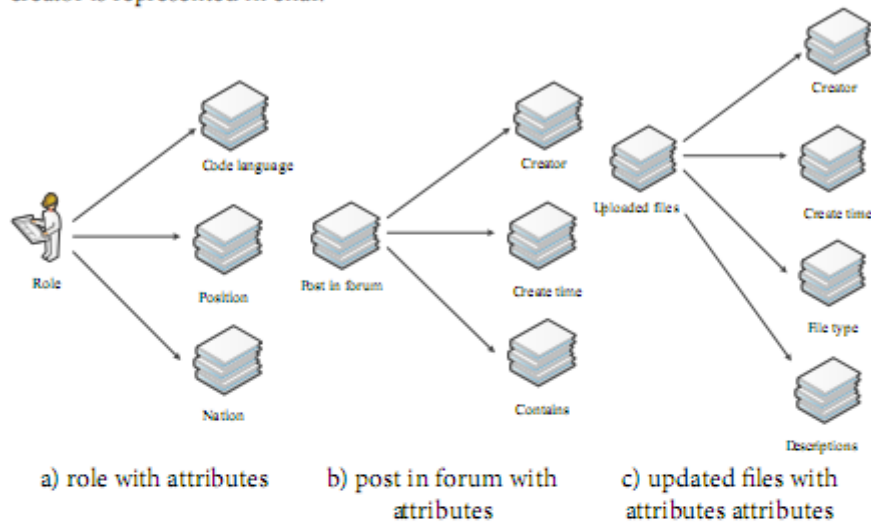 Creator
Code language
Creator
Uploaded files
Create time
Role
Position
Post in forum
Create time
File type
Nation
Contains
Descriptions
a) role with attributes
b) post in forum with
attributes
c) updated files with
attributes attributes